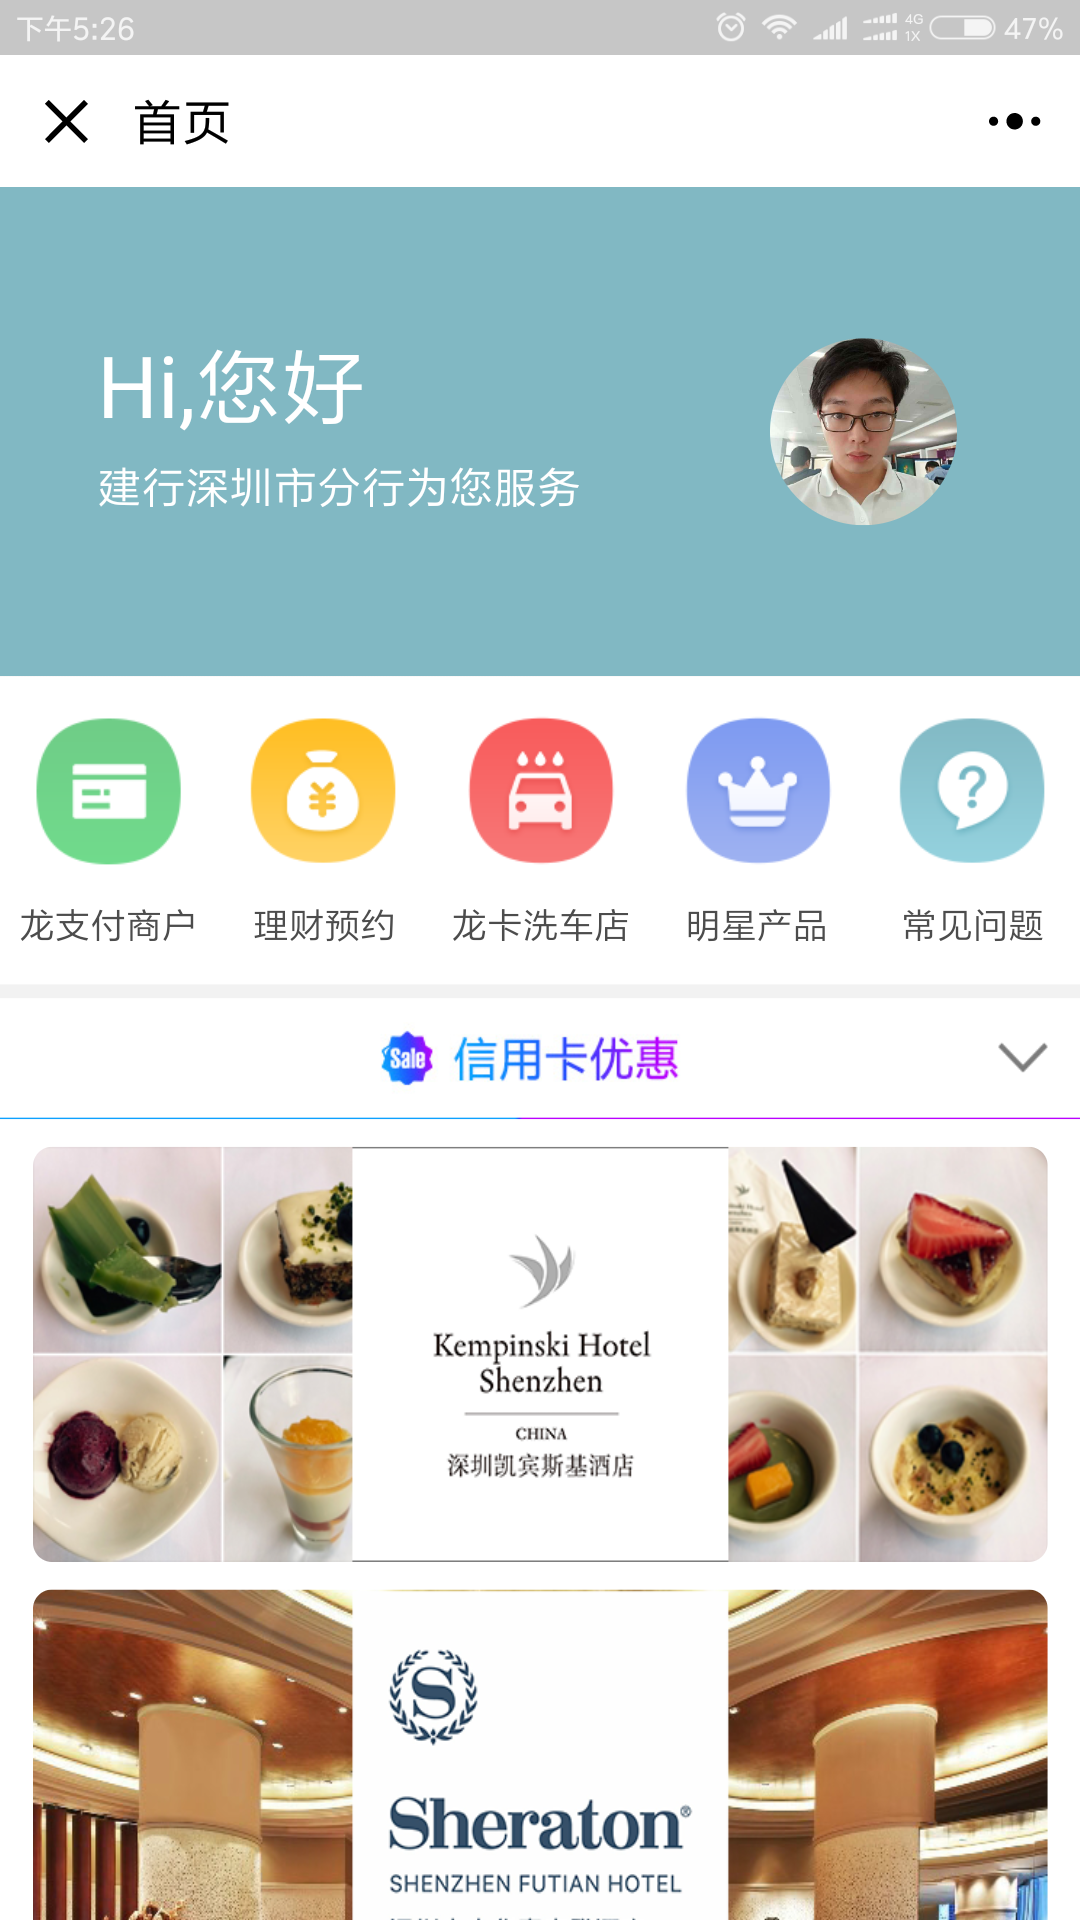 下午5:26
4G
1X
47%
首页
Hi,您好
建行深圳市分行为您服务
¥
?
龙支付商户 理财预约 龙卡洗车店 明星产品 常见问题
Sale 信用卡优惠
Kempinski Hotel
Shenzhen
CHINA
深圳凯宾斯基酒店
S
Sheraton®
SHENZHEN FUTIAN HOTEL